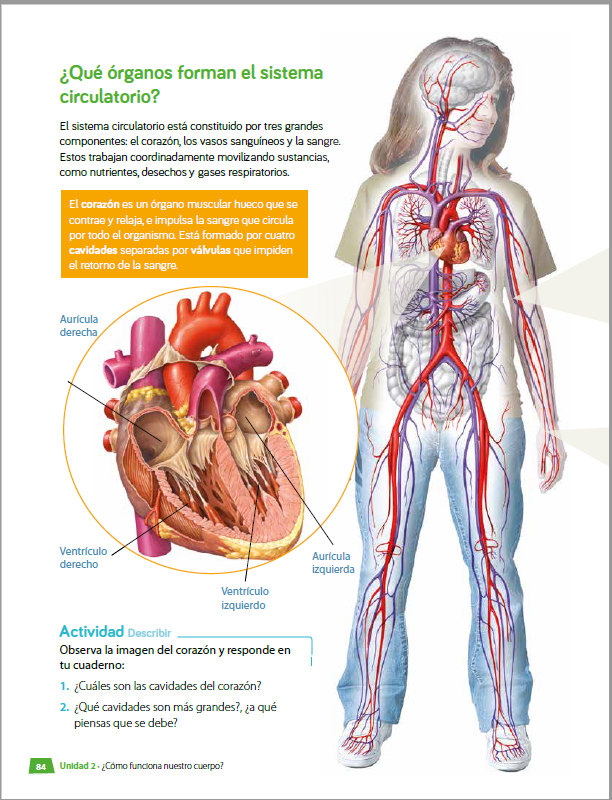 ¿Qué órganos forman el sistema
circulatorio?
El sistema circulatorio está constituido por tres grandes
componentes: el corazón, los vasos sanguíneos y la sangre.
Estos trabajan coordinadamente movilizando sustancias,
como nutrientes, desechos y gases respiratorios.
El corazón es un órgano muscular hueco que se
contrae y relaja, e impulsa la sangre que circula
por todo el organismo. Está formado por cuatro
cavidades separadas por válvulas que impiden
el retorno de la sangre.
Aurícula
derecha
Ventrículo
derecho
Ventrículo
izquierdo
Aurícula
izquierda
Actividad Describir
Observa la imagen del corazón y responde en
tu cuaderno:
1. ¿Cuáles son las cavidades del corazón?
2. ¿Qué cavidades son más grandes?, ¿a qué
piensas que se debe?
84 Unidad 2 - ¿Cómo funciona nuestro cuerpo?